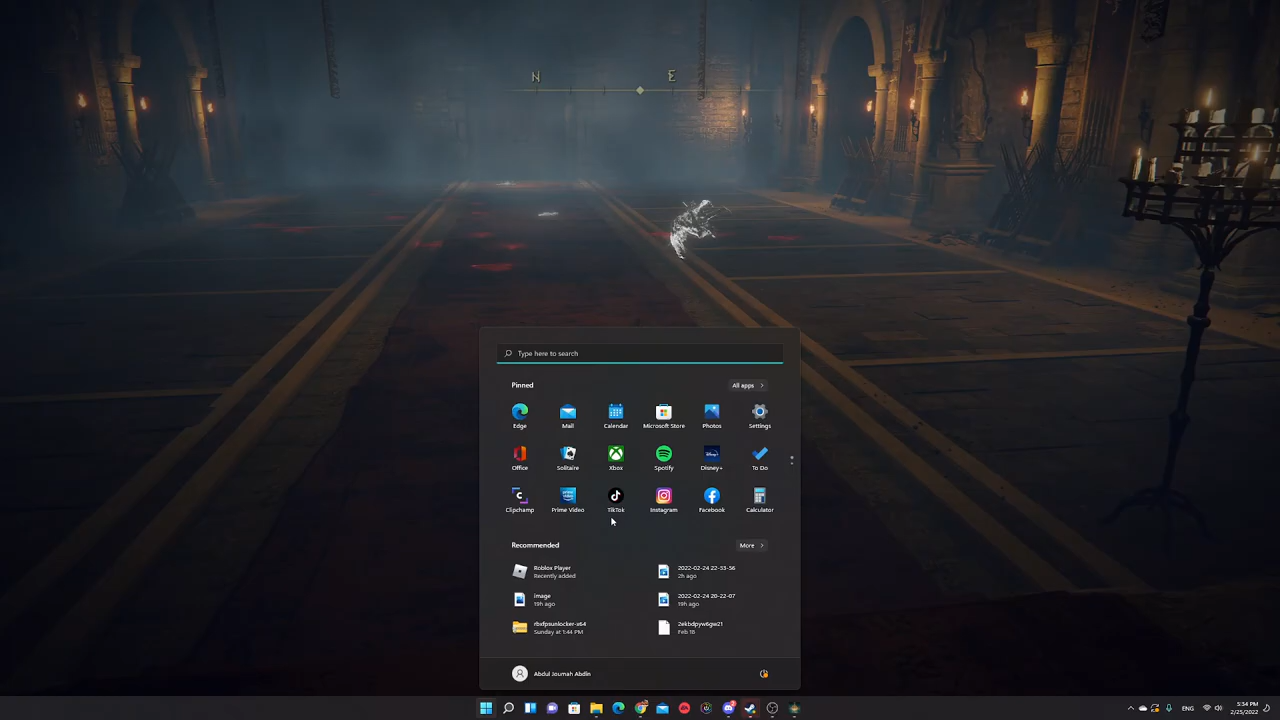 N E
Type here to search
Pinned All apps
Edge Mail Calendar Microsoft Store Photos Settings
Office Solitaire Xbox Spotify Disney+ To Do
Clipchamp Prime Video TikTok Instagram Facebook Calculator
Recommended More
Roblox Player 2022-02-24 22-33-56
Recently added 2h ago
image 2022-02-24 20-22-07
19h ago 19h ago
rbxfpsunlocker-x64 2ekbdpyw6gw21
Sunday at 1:44 PM Feb 18
Abdul Joumah Abdin
ENG 5:34 PM
2/25/2022